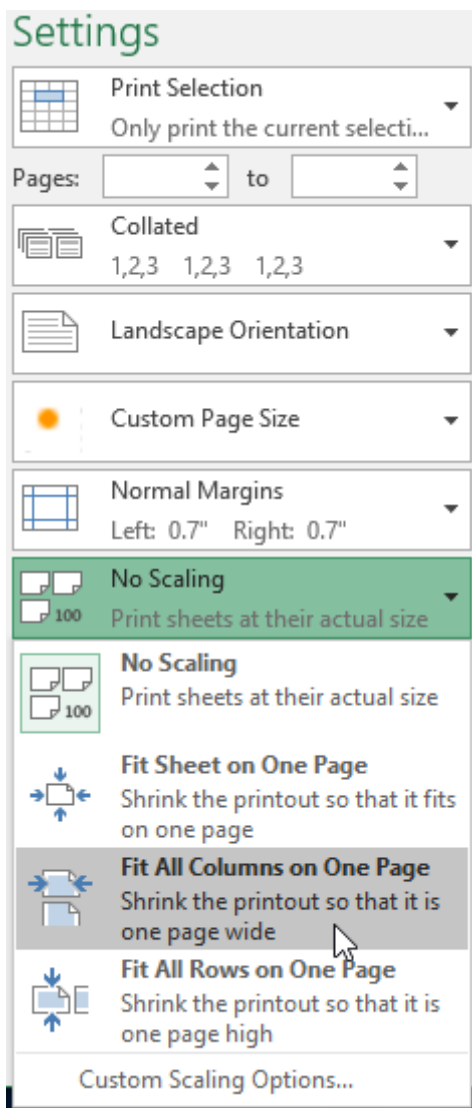 Settings
Print Selection
Only print the current selecti...
Pages: to
Collated
1,2,3 1,2,3 1,2,3
Landscape Orientation
Custom Page Size
Normal Margins
Left: 0.7" Right: 0.7"
No Scaling
100 Print sheets at their actual size
No Scaling
100 Print sheets at their actual size
Fit Sheet on One Page
Shrink the printout so that it fits
on one page
Fit All Columns on One Page
Shrink the printout so that it is
one page wide
Fit All Rows on One Page
Shrink the printout so that it is
one page high
Custom Scaling Options...